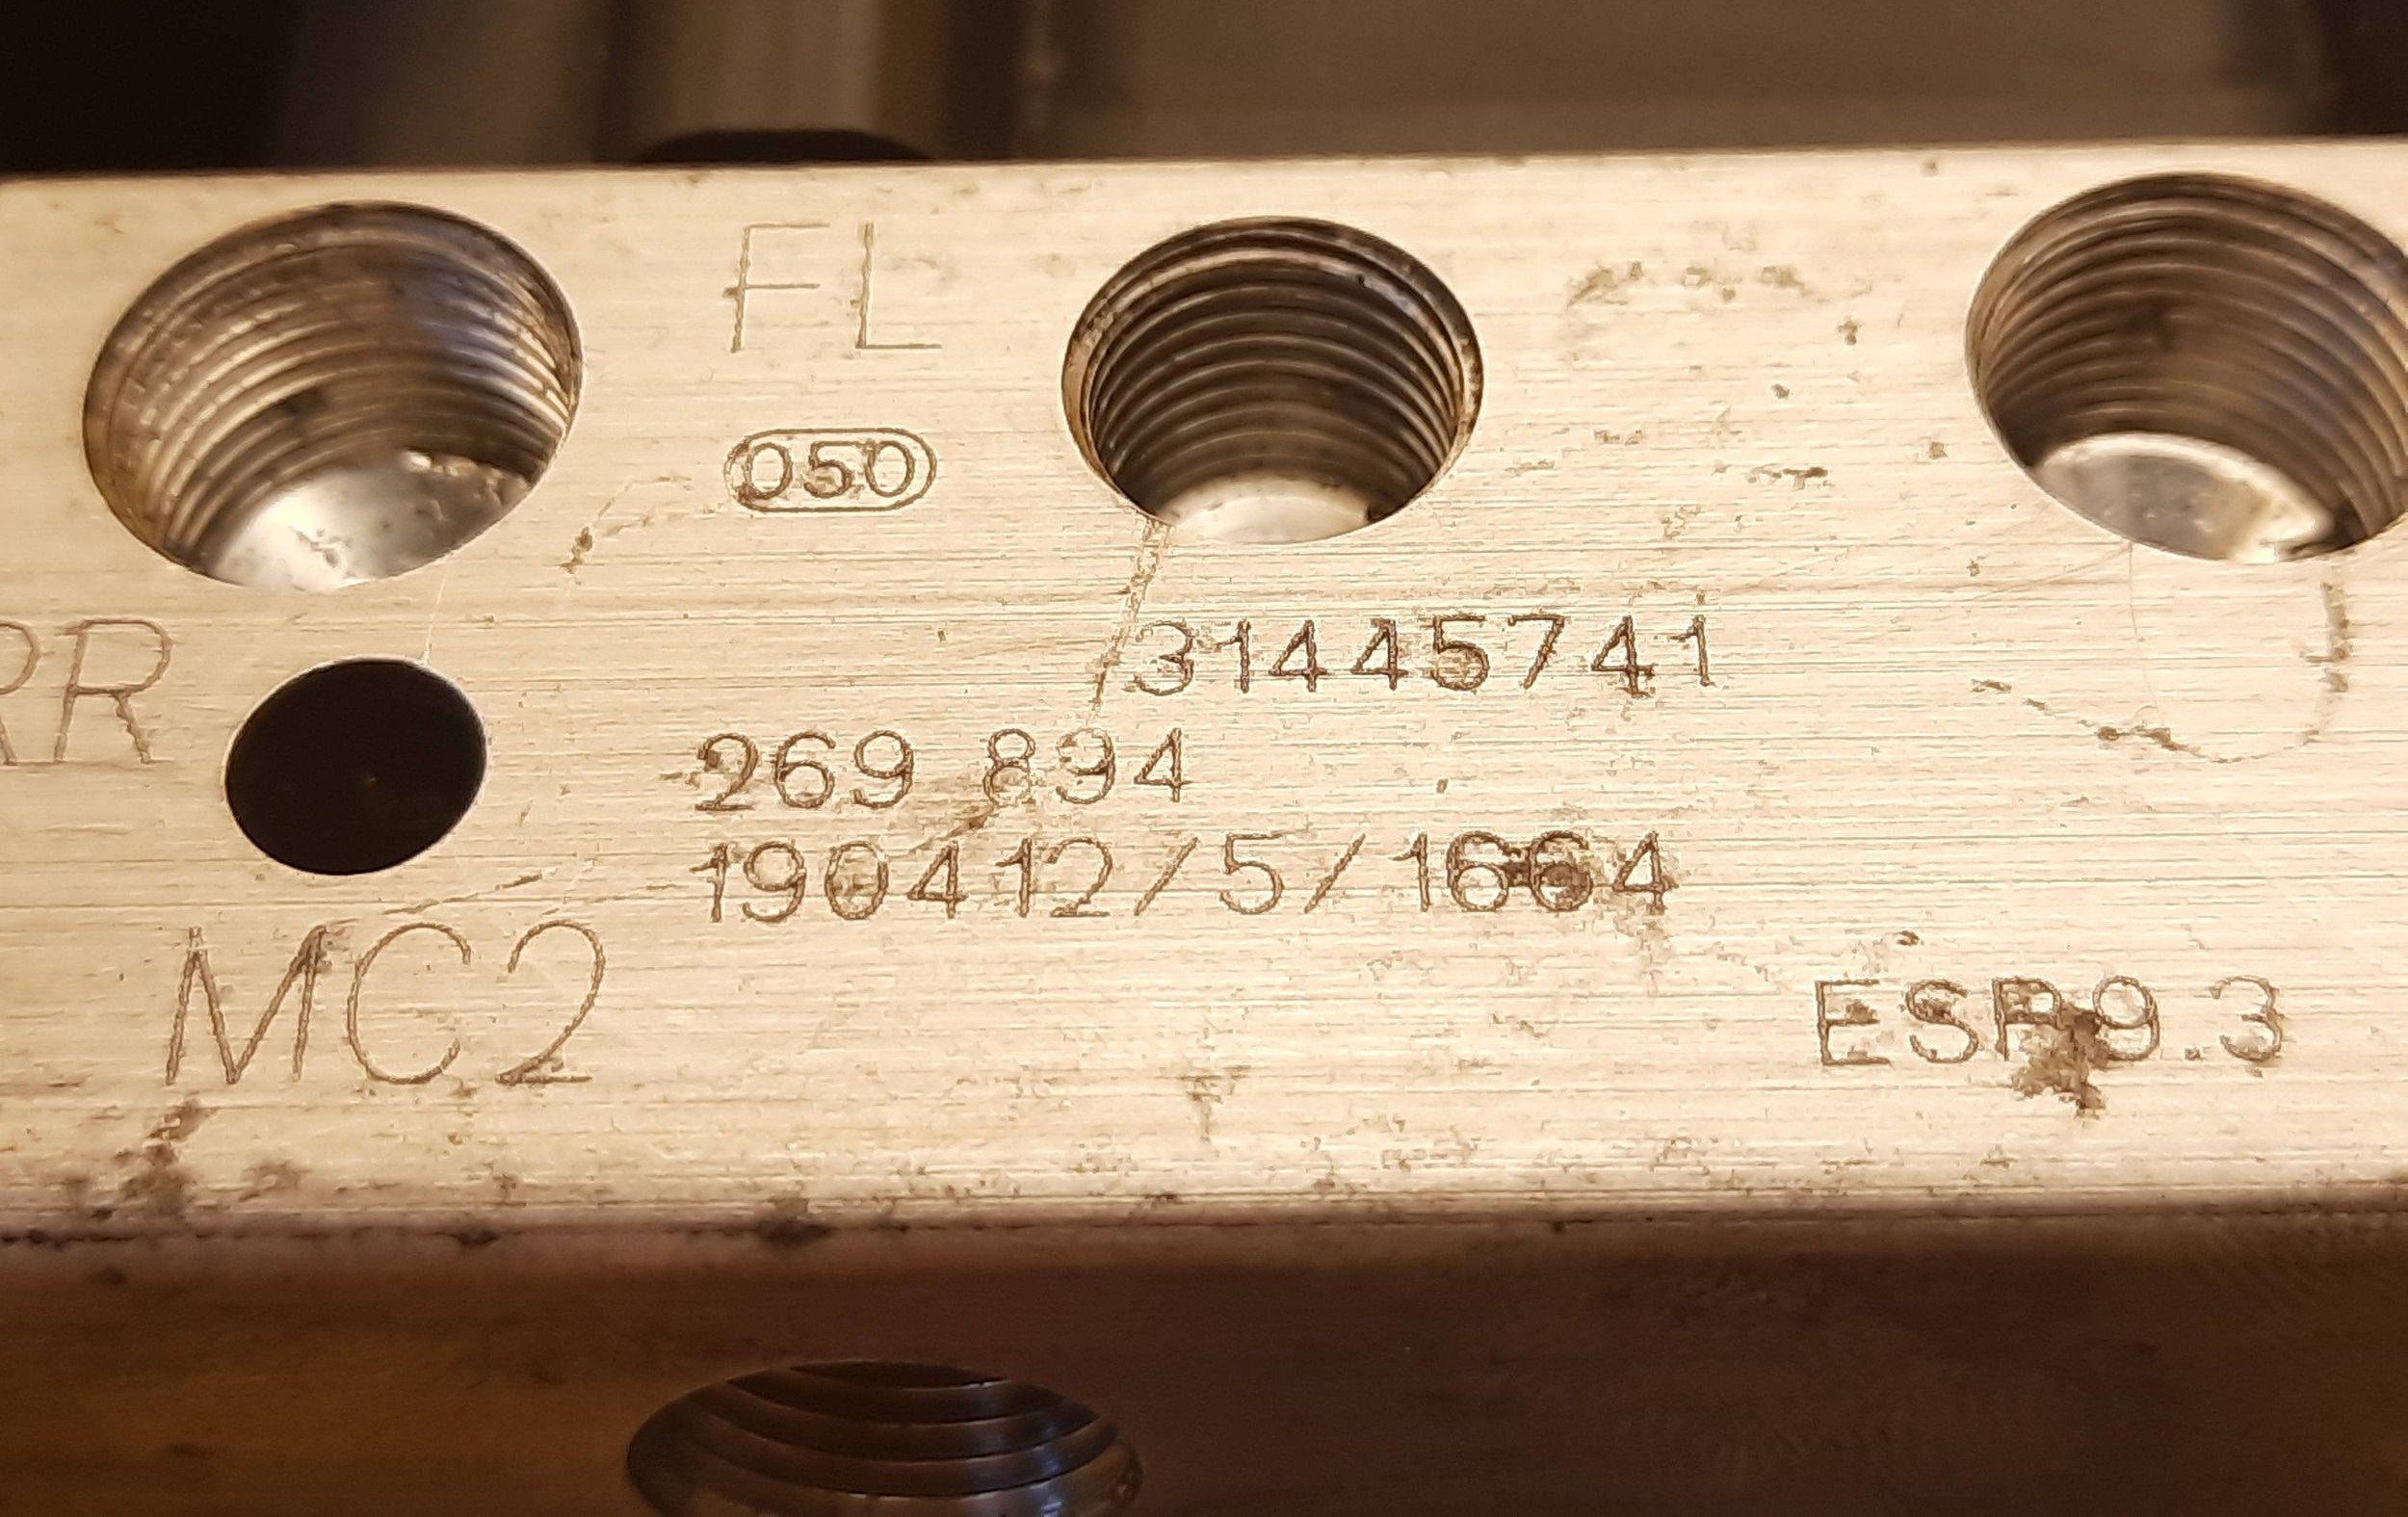 FL
050
RR
31445741
269 894
190412/5/1664
MC2
ESP9.3